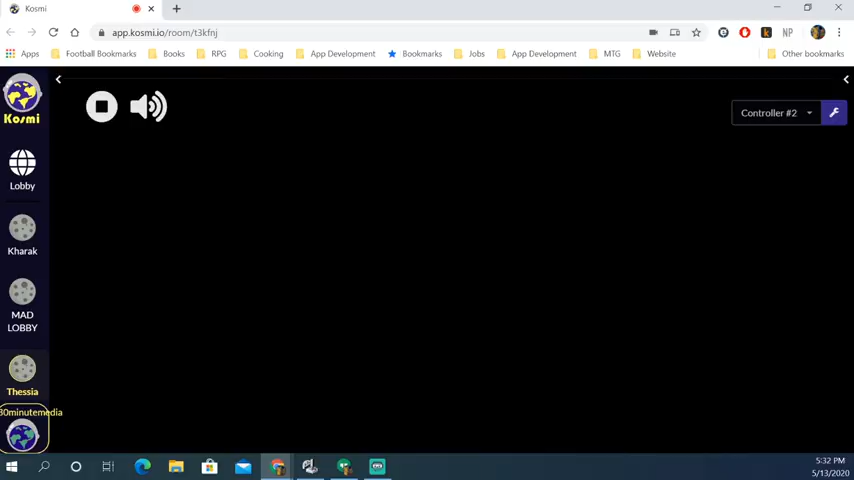 Kosmi
app.kosmi.io/room/t3kfnj
NP
Apps
Football Bookmarks
Books
RPG
Cooking
App Development
Bookmarks
Jobs
App Development
MTG
Website
Other bookmarks
Kosmi
Controller #2
Lobby
Kharak
MAD
LOBBY
Thessia
30minutemedia
5:32 PM
5/13/2020